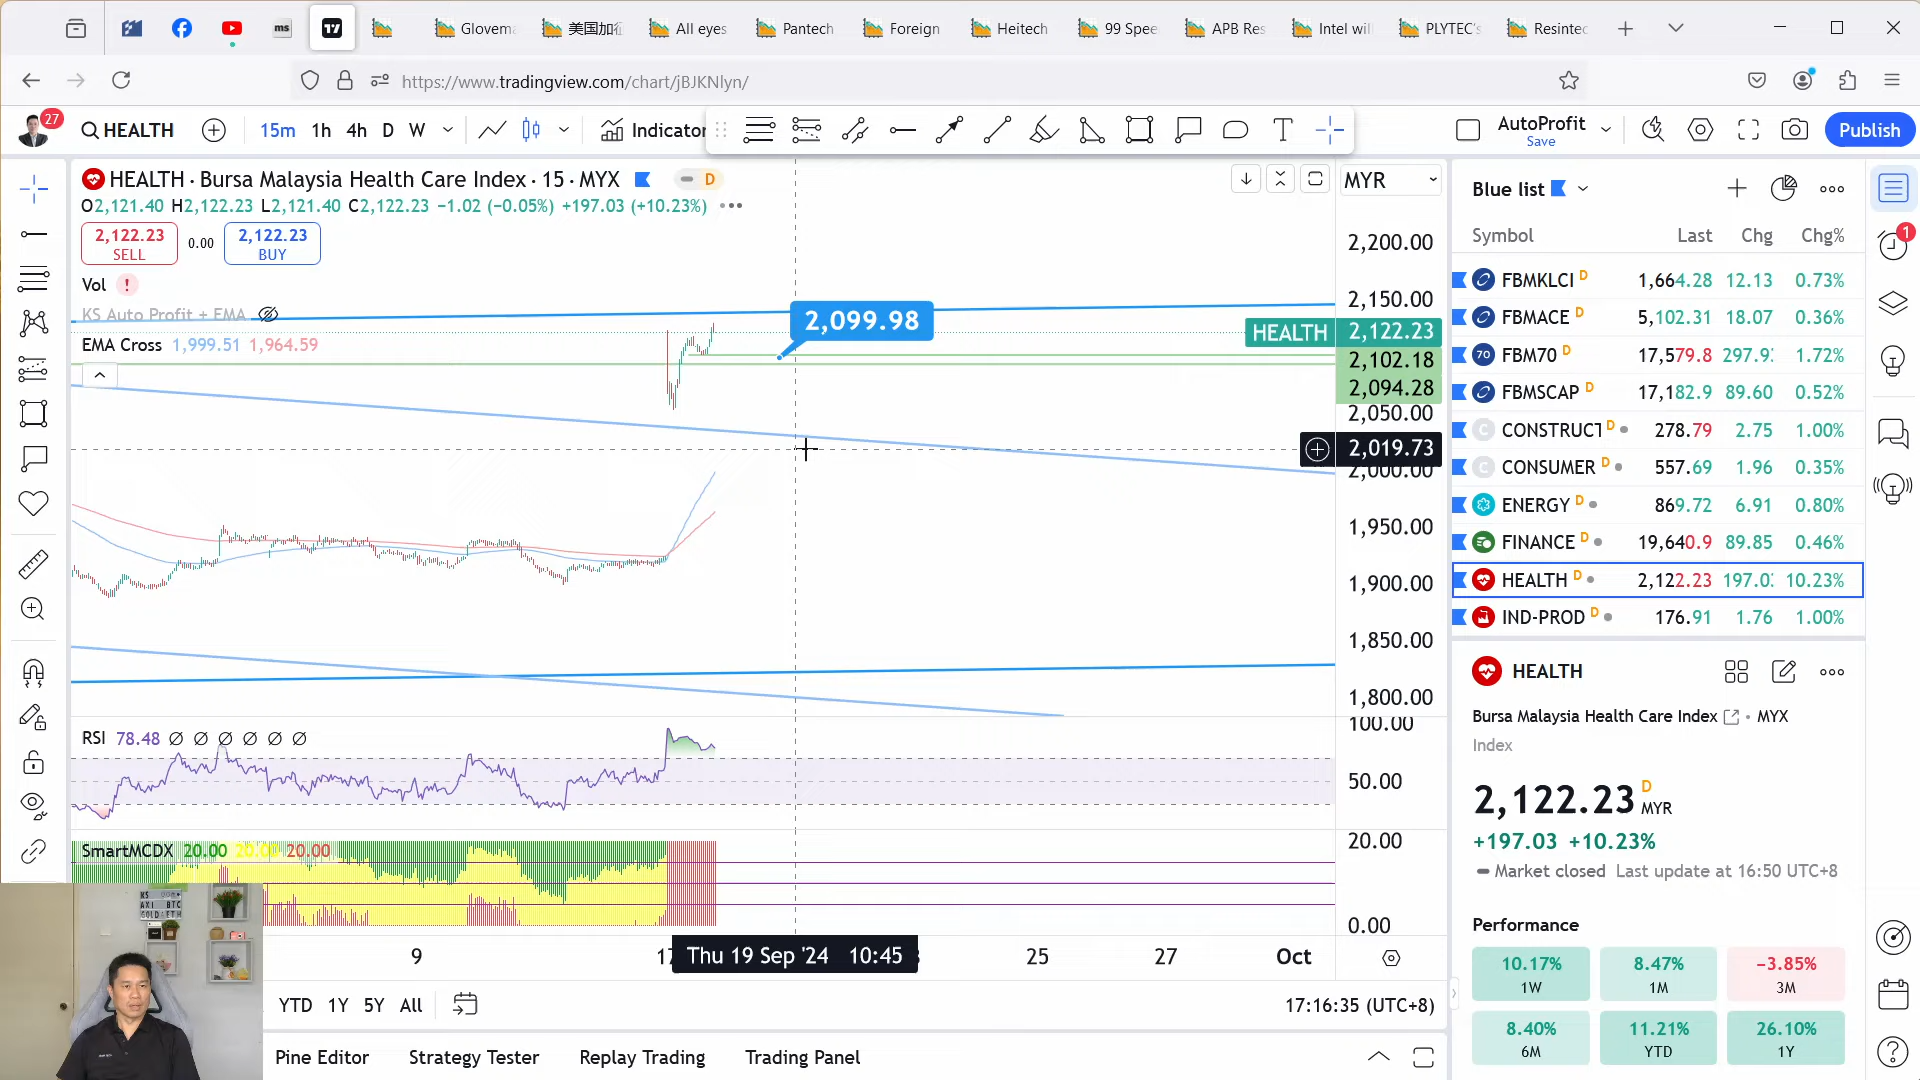 ms
Glovema
美国加征
All eyes
Pantech
Foreign
Heitech
99 Spee
APB Res
Intel will
PLYTEC's
Resintec
https://www.tradingview.com/chart/jBJKNlyn/
27
HEALTH
15m 1h 4h D W
Indicator
AutoProfit
Save
Publish
HEALTH · Bursa Malaysia Health Care Index · 15 · MYX
D
O2,121.40 H2,122.23 L2,121.40 C2,122.23 −1.02 (−0.05%) +197.03 (+10.23%)
2,122.23
SELL
0.00
2,122.23
BUY
Vol !
KS Auto Profit + EMA
EMA Cross 1,999.51 1,964.59
2,099.98
MYR
2,200.00
2,150.00
HEALTH 2,122.23
2,102.18
2,094.28
2,050.00
2,019.73
2,000.00
1,950.00
1,900.00
1,850.00
1,800.00
RSI 78.48
100.00
50.00
SmartMCDX 20.00 20.00 20.00
20.00
0.00
9
Thu 19 Sep '24 10:45
25
27
Oct
YTD 1Y 5Y All
17:16:35 (UTC+8)
Pine Editor
Strategy Tester
Replay Trading
Trading Panel
Blue list
Symbol Last Chg Chg%
FBMKLCI D 1,664.28 12.13 0.73%
FBMACE D 5,102.31 18.07 0.36%
70 FBM70 D 17,579.8 297.9 1.72%
FBMSCAP D 17,182.9 89.60 0.52%
C CONSTRUCT D 278.79 2.75 1.00%
C CONSUMER D 557.69 1.96 0.35%
ENERGY D 869.72 6.91 0.80%
FINANCE D 19,640.9 89.85 0.46%
HEALTH D 2,122.23 197.0 10.23%
IND-PROD D 176.91 1.76 1.00%
HEALTH
Bursa Malaysia Health Care Index • MYX
Index
2,122.23 D MYR
+197.03 +10.23%
Market closed Last update at 16:50 UTC+8
Performance
10.17%
1W
8.47%
1M
−3.85%
3M
8.40%
6M
11.21%
YTD
26.10%
1Y
1